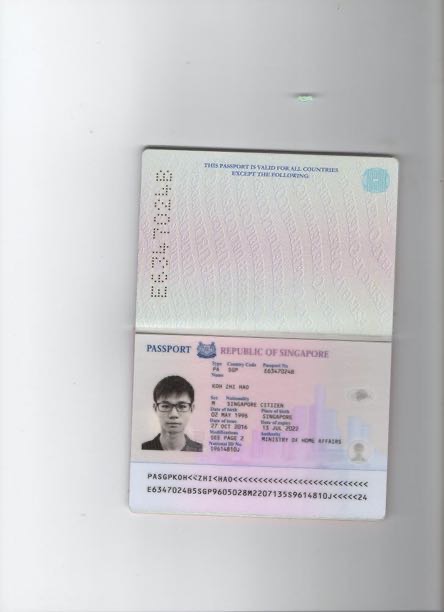 THIS PASSPORT IS VALID FOR ALL COUNTRIES
EXCEPT THE FOLLOWING:
E6347024B
PASSPORT REPUBLIC OF SINGAPORE
Type Country Code Passport No
PA SGP E6347024B
Name
KOH ZHI HAO
Sex Nationality
M SINGAPORE CITIZEN
Date of birth Place of birth
02 MAY 1996 SINGAPORE
Date of issue Date of expiry
27 OCT 2016 13 JUL 2022
Modifications Authority
SEE PAGE 2 MINISTRY OF HOME AFFAIRS
National ID No
S9614810J
PASGPKOH<<ZHI<HAO<<<<<<<<<<<<<<<<<<<<<<<<<<<
E6347024B5SGP9605028M2207135S9614810J<<<<<24